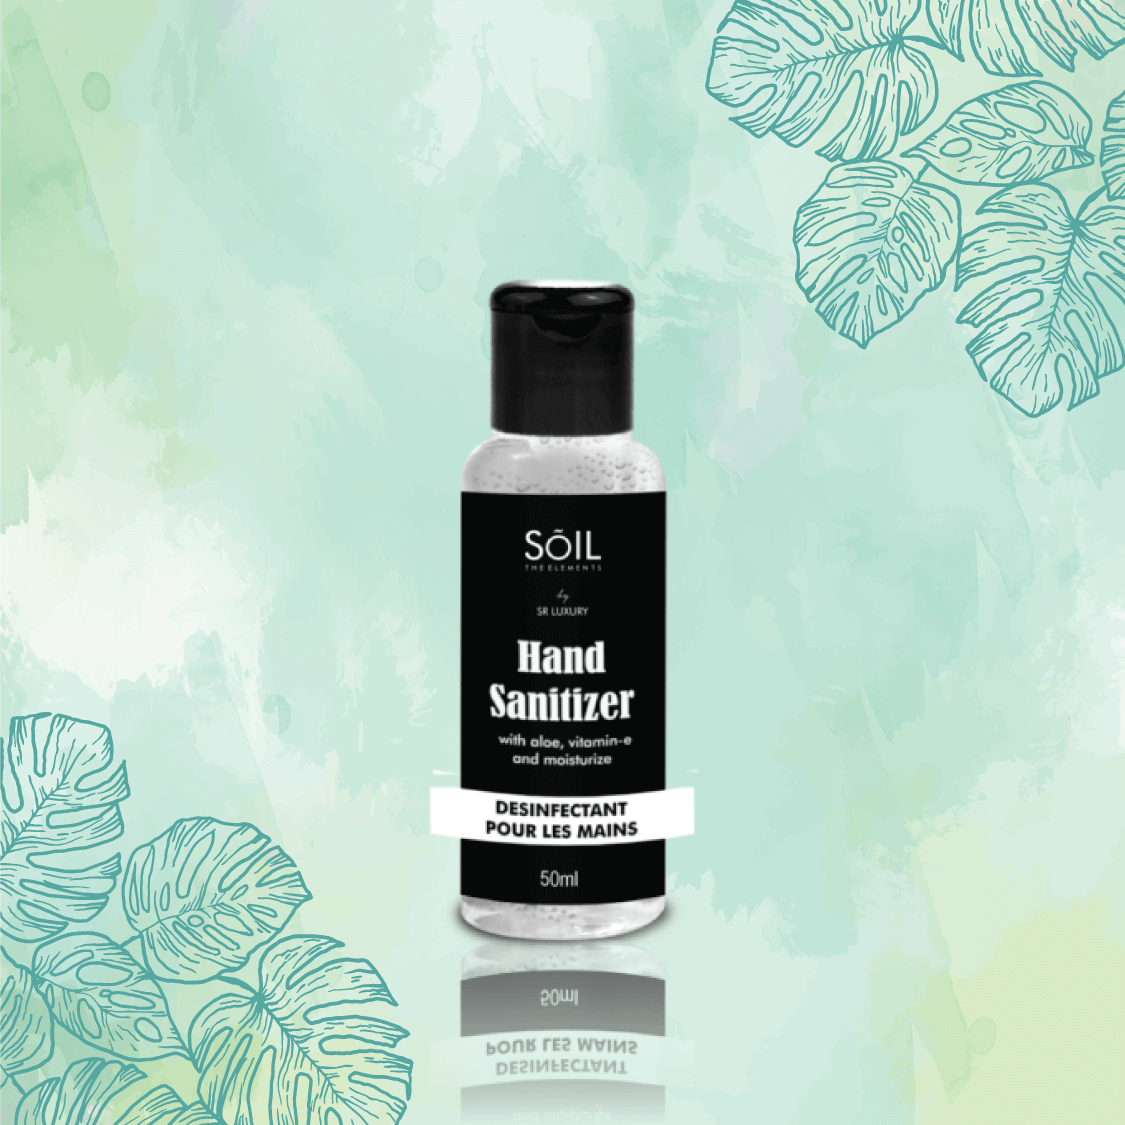 SÕIL
THE ELEMENTS
by
SR LUXURY
Hand
Sanitizer
with aloe, vitamin-e
and moisturize
DESINFECTANT
POUR LES MAINS
50ml